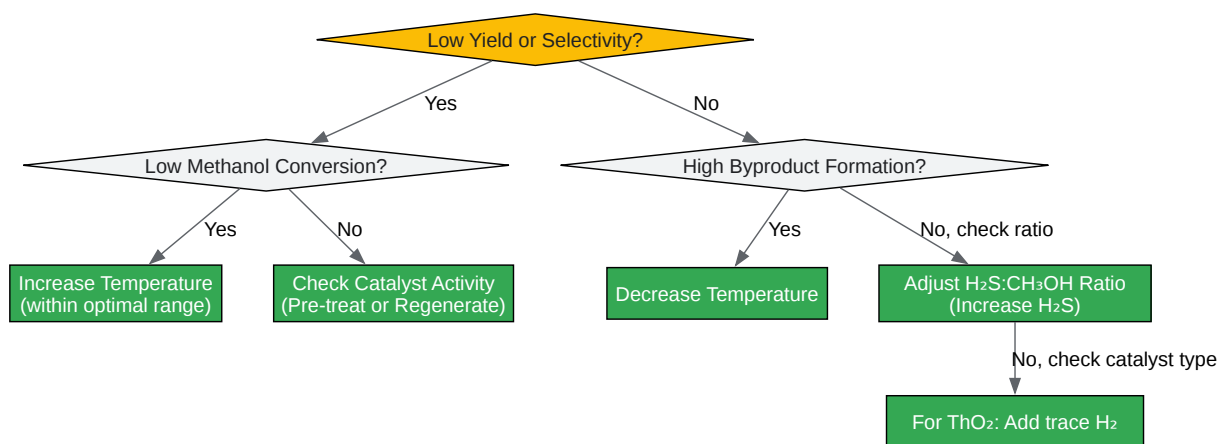 Low Yield or Selectivity?
Yes
No
Low Methanol Conversion?
High Byproduct Formation?
Yes
No
Yes
No, check ratio
Increase Temperature
(within optimal range)
Check Catalyst Activity
(Pre-treat or Regenerate)
Decrease Temperature
Adjust H₂S:CH₃OH Ratio
(Increase H₂S)
No, check catalyst type
For ThO₂: Add trace H₂